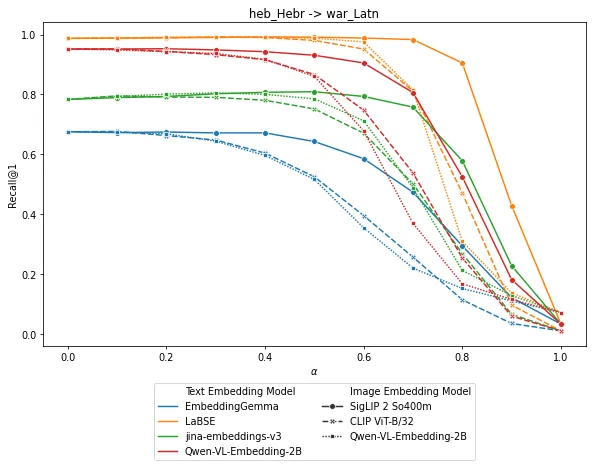 heb_Hebr -> war_Latn
1.0
0.8
0.6
0.4
0.2
0.0
Recall@1
0.0 0.2 0.4 0.6 0.8 1.0
α
Text Embedding Model
EmbeddingGemma
LaBSE
jina-embeddings-v3
Qwen-VL-Embedding-2B
Image Embedding Model
SigLIP 2 So400m
CLIP ViT-B/32
Qwen-VL-Embedding-2B